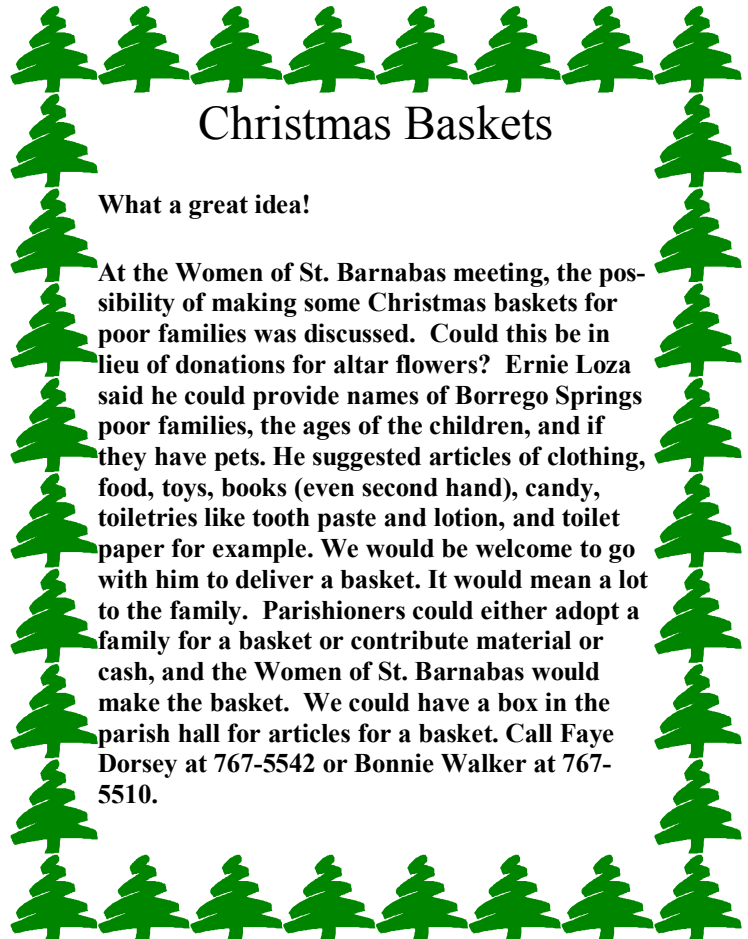 Christmas Baskets
What a great idea!
At the Women of St. Barnabas meeting, the pos-
sibility of making some Christmas baskets for
poor families was discussed.  Could this be in
lieu of donations for altar flowers?  Ernie Loza
said he could provide names of Borrego Springs
poor families, the ages of the children, and if
they have pets. He suggested articles of clothing,
food, toys, books (even second hand), candy,
toiletries like tooth paste and lotion, and toilet
paper for example. We would be welcome to go
with him to deliver a basket. It would mean a lot
to the family.  Parishioners could either adopt a
family for a basket or contribute material or
cash, and the Women of St. Barnabas would
make the basket.  We could have a box in the
parish hall for articles for a basket. Call Faye
Dorsey at 767-5542 or Bonnie Walker at 767-
5510.